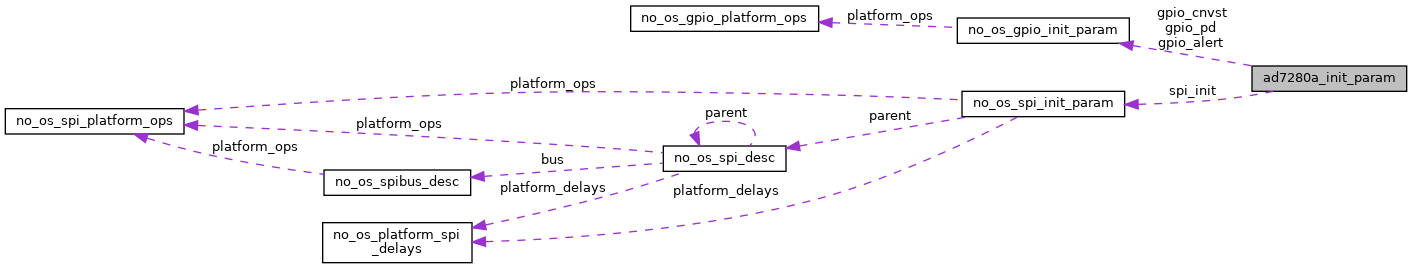 no_os_gpio_platform_ops
platform_ops
no_os_gpio_init_param
gpio_cnvst
gpio_pd
gpio_alert
ad7280a_init_param
spi_init
no_os_spi_init_param
platform_ops
no_os_spi_platform_ops
platform_ops
parent
parent
no_os_spi_desc
platform_ops
bus
no_os_spibus_desc
platform_delays
platform_delays
no_os_platform_spi
_delays